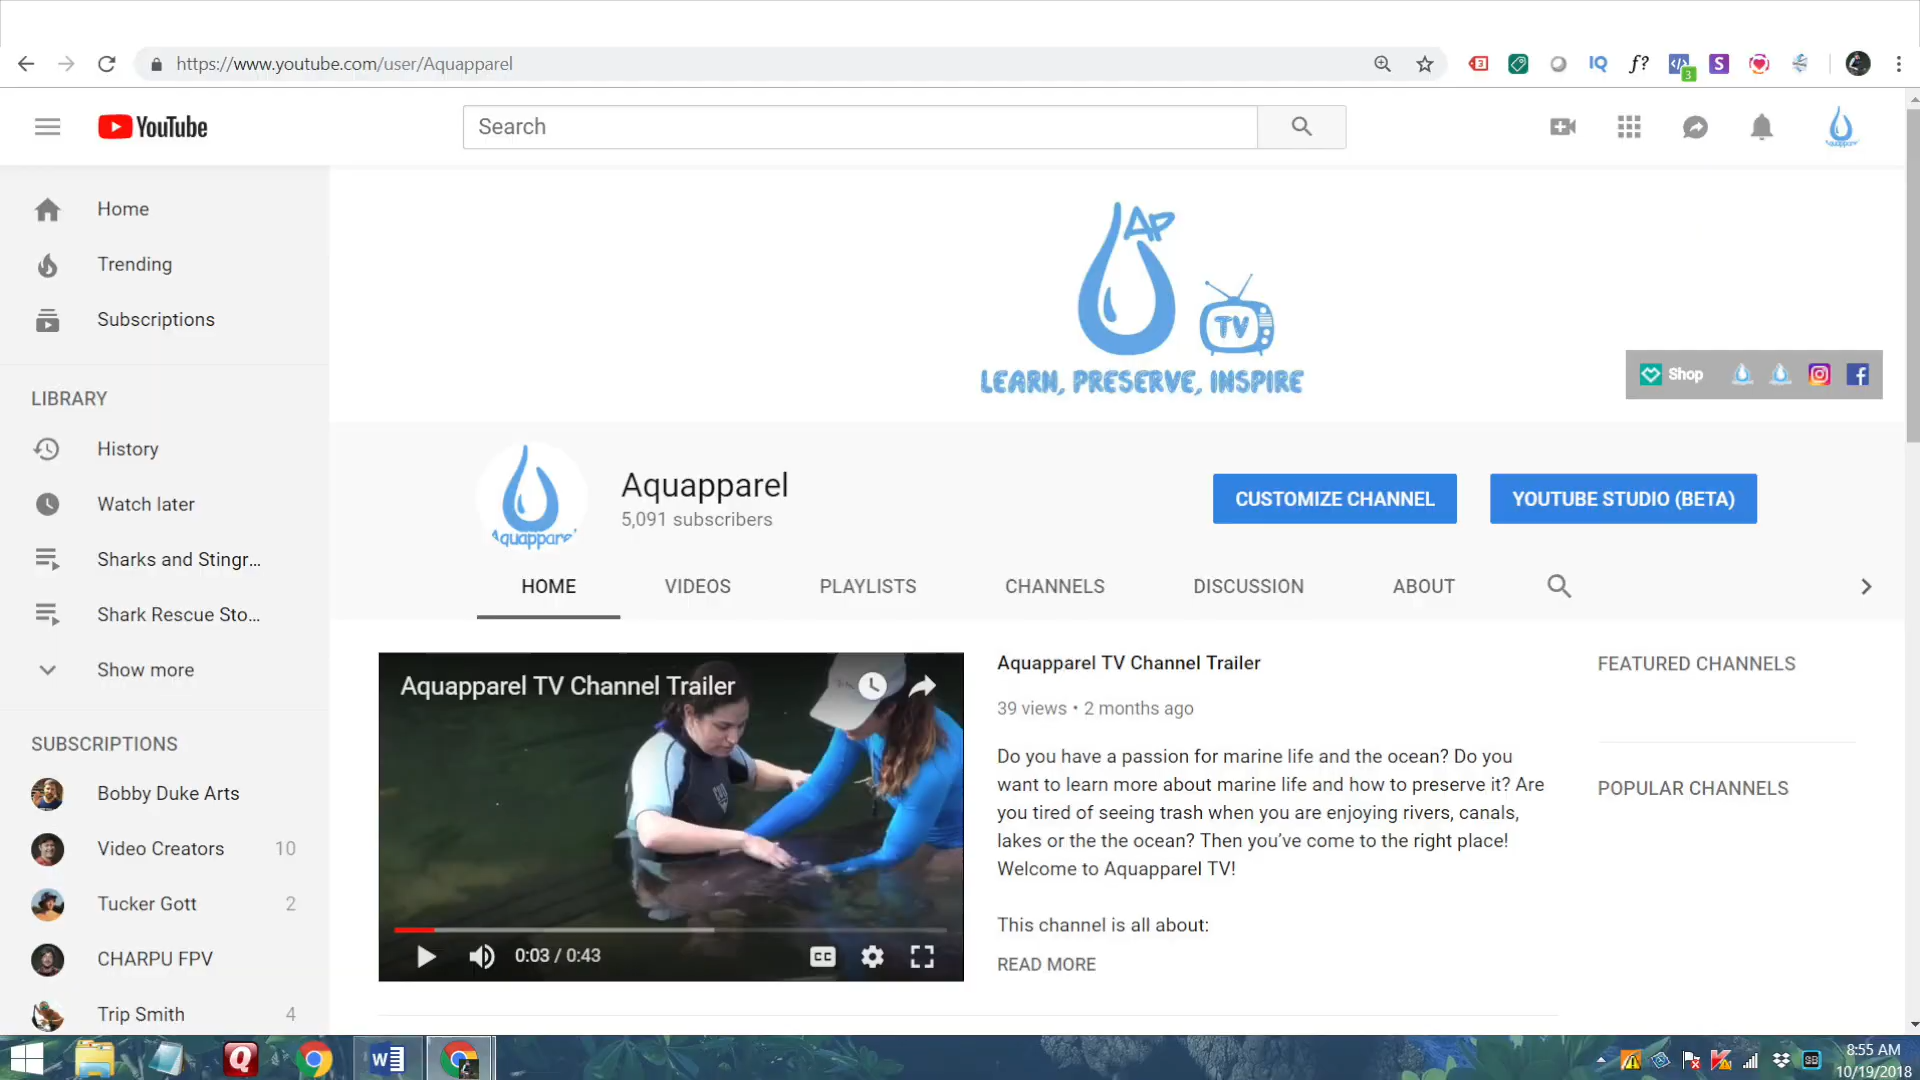 https://www.youtube.com/user/Aquapparel
IQ
f?
3
S
YouTube
Search
Home
Trending
Subscriptions
LIBRARY
History
Watch later
Sharks and Stingr...
Shark Rescue Sto...
Show more
SUBSCRIPTIONS
Bobby Duke Arts
Video Creators 10
Tucker Gott 2
CHARPU FPV
Trip Smith 4
AP
TV
LEARN, PRESERVE, INSPIRE
Shop
Aquapparel
5,091 subscribers
CUSTOMIZE CHANNEL
YOUTUBE STUDIO (BETA)
HOME VIDEOS PLAYLISTS CHANNELS DISCUSSION ABOUT
Aquapparel TV Channel Trailer
0:03 / 0:43
CC
Aquapparel TV Channel Trailer
39 views • 2 months ago
Do you have a passion for marine life and the ocean? Do you
want to learn more about marine life and how to preserve it? Are
you tired of seeing trash when you are enjoying rivers, canals,
lakes or the the ocean? Then you’ve come to the right place!
Welcome to Aquapparel TV!
This channel is all about:
READ MORE
FEATURED CHANNELS
POPULAR CHANNELS
8:55 AM
10/19/2018